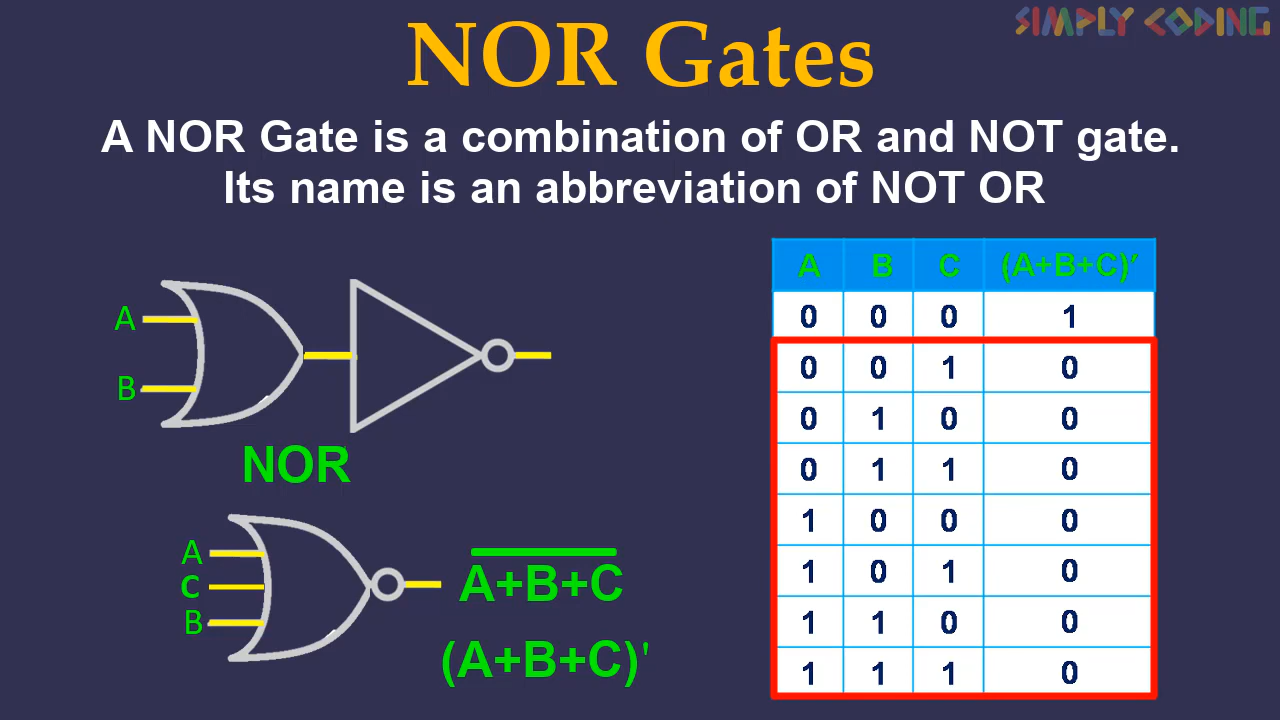 SIMPLY CODING
NOR Gates
A NOR Gate is a combination of OR and NOT gate.
Its name is an abbreviation of NOT OR
A
B
NOR
A
C
B
A+B+C
(A+B+C)'
A B C (A+B+C)′
0 0 0 1
0 0 1 0
0 1 0 0
0 1 1 0
1 0 0 0
1 0 1 0
1 1 0 0
1 1 1 0